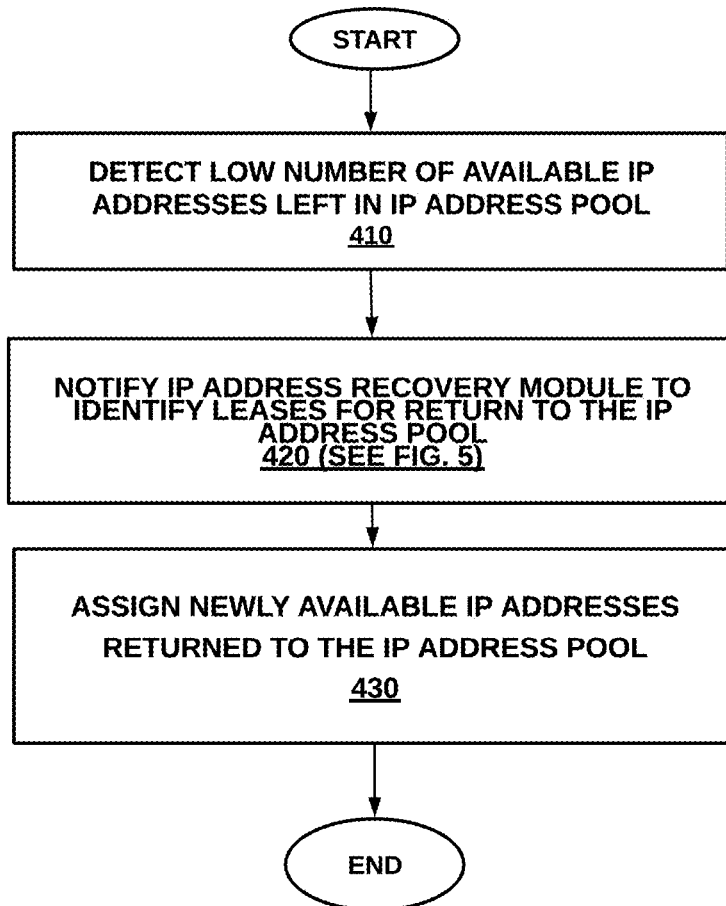 START
DETECT LOW NUMBER OF AVAILABLE IP
ADDRESSES LEFT IN IP ADDRESS POOL
410
NOTIFY IP ADDRESS RECOVERY MODULE TO
IDENTIFY LEASES FOR RETURN TO THE IP
ADDRESS POOL
420 (SEE FIG. 5)
ASSIGN NEWLY AVAILABLE IP ADDRESSES
RETURNED TO THE IP ADDRESS POOL
430
END